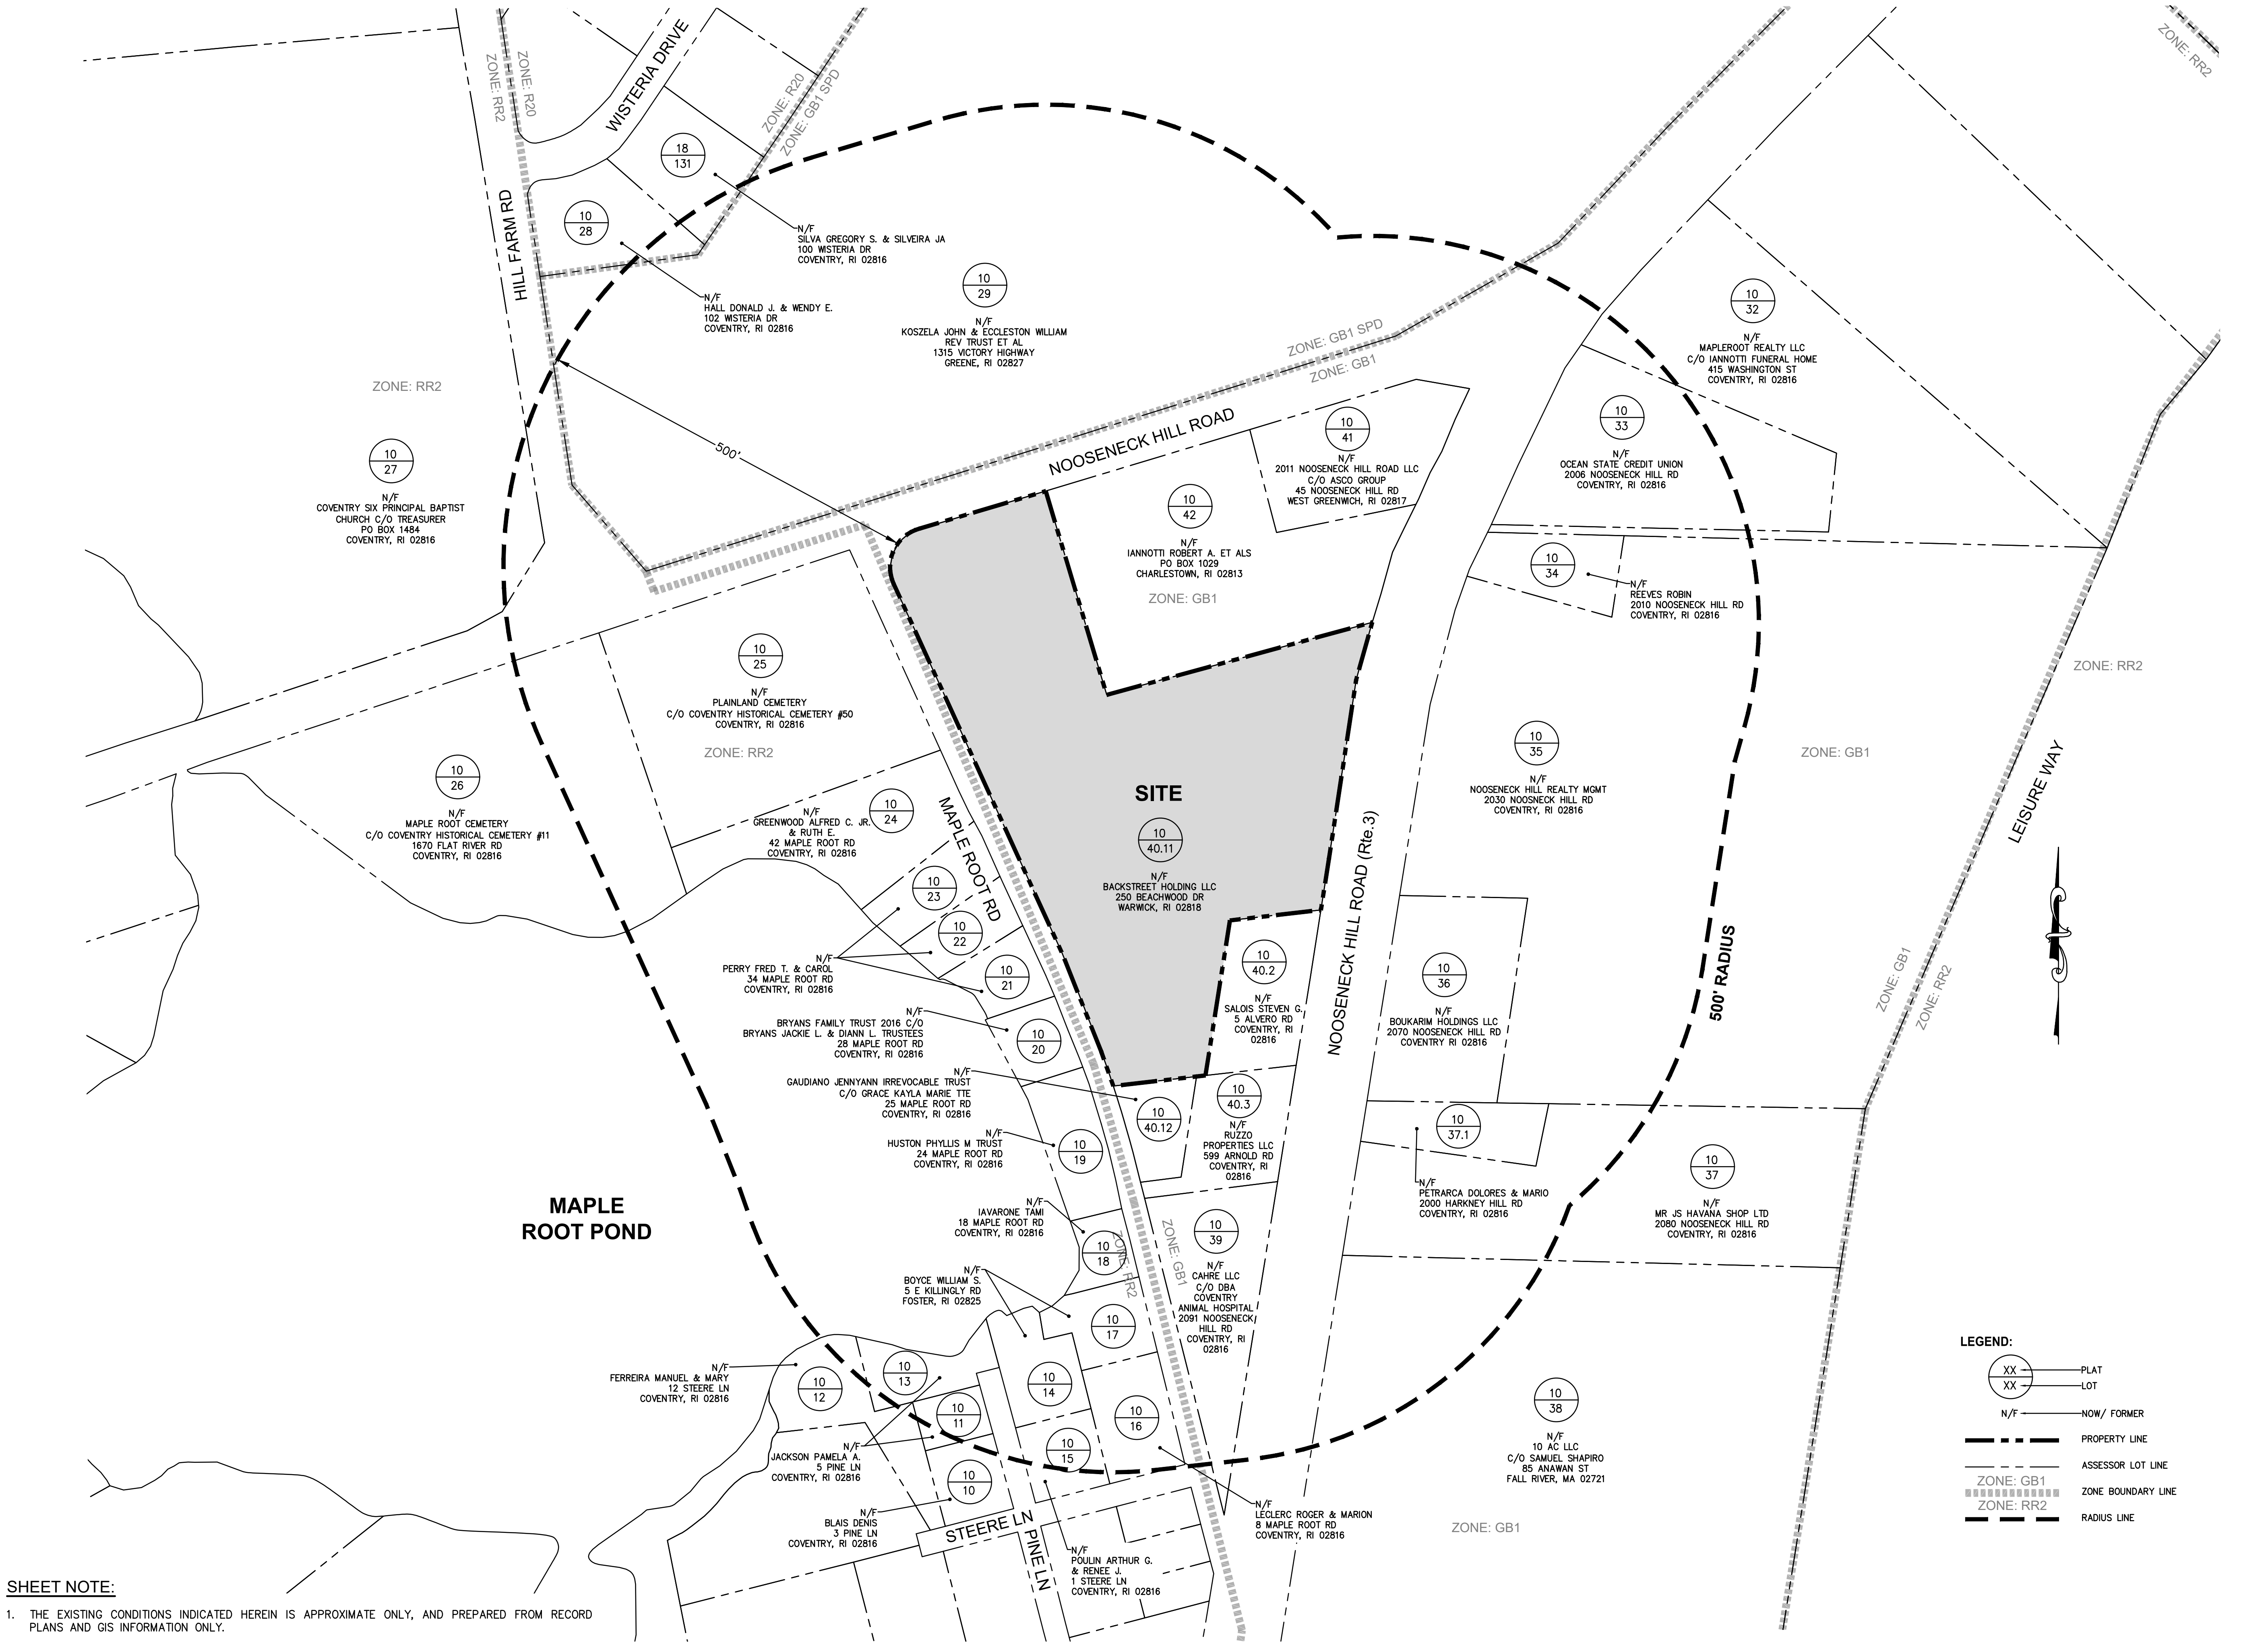 ZONE: R20
ZONE: RR2
WISTERIA DRIVE
ZONE: R20
ZONE: GB1 SPD
ZONE: RR2
18
131
N/F
SILVA GREGORY S. & SILVEIRA JA
100 WISTERIA DR
COVENTRY, RI 02816
HILL FARM RD
10
28
N/F
HALL DONALD J. & WENDY E.
102 WISTERIA DR
COVENTRY, RI 02816
10
29
N/F
KOSZELA JOHN & ECCLESTON WILLIAM
REV TRUST ET AL
1315 VICTORY HIGHWAY
GREENE, RI 02827
10
32
N/F
MAPLEROOT REALTY LLC
C/O IANNOTTI FUNERAL HOME
415 WASHINGTON ST
COVENTRY, RI 02816
ZONE: GB1 SPD
ZONE: GB1
ZONE: RR2
10
27
N/F
COVENTRY SIX PRINCIPAL BAPTIST
CHURCH C/O TREASURER
PO BOX 1484
COVENTRY, RI 02816
500'
NOOSENECK HILL ROAD
10
41
N/F
2011 NOOSENECK HILL ROAD LLC
C/O ASCO GROUP
45 NOOSENECK HILL RD
WEST GREENWICH, RI 02817
10
33
N/F
OCEAN STATE CREDIT UNION
2006 NOOSENECK HILL RD
COVENTRY, RI 02816
10
42
N/F
IANNOTTI ROBERT A. ET ALS
PO BOX 1029
CHARLESTOWN, RI 02813
ZONE: GB1
10
34
N/F
REEVES ROBIN
2010 NOOSENECK HILL RD
COVENTRY, RI 02816
10
25
N/F
PLAINLAND CEMETERY
C/O COVENTRY HISTORICAL CEMETERY #50
COVENTRY, RI 02816
ZONE: RR2
ZONE: RR2
10
26
N/F
MAPLE ROOT CEMETERY
C/O COVENTRY HISTORICAL CEMETERY #11
1670 FLAT RIVER RD
COVENTRY, RI 02816
10
35
N/F
NOOSENECK HILL REALTY MGMT
2030 NOOSNECK HILL RD
COVENTRY, RI 02816
ZONE: GB1
LEISURE WAY
SITE
10
40.11
N/F
BACKSTREET HOLDING LLC
250 BEACHWOOD DR
WARWICK, RI 02818
10
24
N/F
GREENWOOD ALFRED C. JR.
& RUTH E.
42 MAPLE ROOT RD
COVENTRY, RI 02816
MAPLE ROOT RD
NOOSENECK HILL ROAD (Rte.3)
10
23
10
22
10
21
N/F
PERRY FRED T. & CAROL
34 MAPLE ROOT RD
COVENTRY, RI 02816
10
40.2
N/F
SALOIS STEVEN G.
5 ALVERO RD
COVENTRY, RI
02816
10
36
N/F
BOUKARIM HOLDINGS LLC
2070 NOOSENECK HILL RD
COVENTRY RI 02816
500' RADIUS
ZONE: GB1
ZONE: RR2
N/F
BRYANS FAMILY TRUST 2016 C/O
BRYANS JACKIE L. & DIANN L. TRUSTEES
28 MAPLE ROOT RD
COVENTRY, RI 02816
10
20
N/F
GAUDIANO JENNYANN IRREVOCABLE TRUST
C/O GRACE KAYLA MARIE TTE
25 MAPLE ROOT RD
COVENTRY, RI 02816
10
40.12
10
40.3
N/F
RUZZO
PROPERTIES LLC
599 ARNOLD RD
COVENTRY, RI
02816
10
37.1
N/F
PETRARCA DOLORES & MARIO
2000 HARKNEY HILL RD
COVENTRY, RI 02816
10
37
N/F
MR JS HAVANA SHOP LTD
2080 NOOSENECK HILL RD
COVENTRY, RI 02816
N/F
HUSTON PHYLLIS M TRUST
24 MAPLE ROOT RD
COVENTRY, RI 02816
10
19
MAPLE
ROOT POND
N/F
IAVARONE TAMI
18 MAPLE ROOT RD
COVENTRY, RI 02816
10
18
ZONE: RR2
ZONE: GB1
10
39
N/F
CAHRE LLC
C/O DBA
COVENTRY
ANIMAL HOSPITAL
2091 NOOSENECK
HILL RD
COVENTRY, RI
02816
N/F
BOYCE WILLIAM S.
5 E KILLINGLY RD
FOSTER, RI 02825
10
17
10
14
N/F
FERREIRA MANUEL & MARY
12 STEERE LN
COVENTRY, RI 02816
10
12
10
13
10
11
10
16
10
15
N/F
JACKSON PAMELA A.
5 PINE LN
COVENTRY, RI 02816
10
10
N/F
BLAIS DENIS
3 PINE LN
COVENTRY, RI 02816
STEERE LN
PINE LN
N/F
POULIN ARTHUR G.
& RENEE J.
1 STEERE LN
COVENTRY, RI 02816
N/F
LECLERC ROGER & MARION
8 MAPLE ROOT RD
COVENTRY, RI 02816
10
38
N/F
10 AC LLC
C/O SAMUEL SHAPIRO
85 ANAWAN ST
FALL RIVER, MA 02721
ZONE: GB1
LEGEND:
XX PLAT
XX LOT
N/F NOW/ FORMER
PROPERTY LINE
ASSESSOR LOT LINE
ZONE: GB1
ZONE BOUNDARY LINE
ZONE: RR2
RADIUS LINE
SHEET NOTE:
1. THE EXISTING CONDITIONS INDICATED HEREIN IS APPROXIMATE ONLY, AND PREPARED FROM RECORD
PLANS AND GIS INFORMATION ONLY.